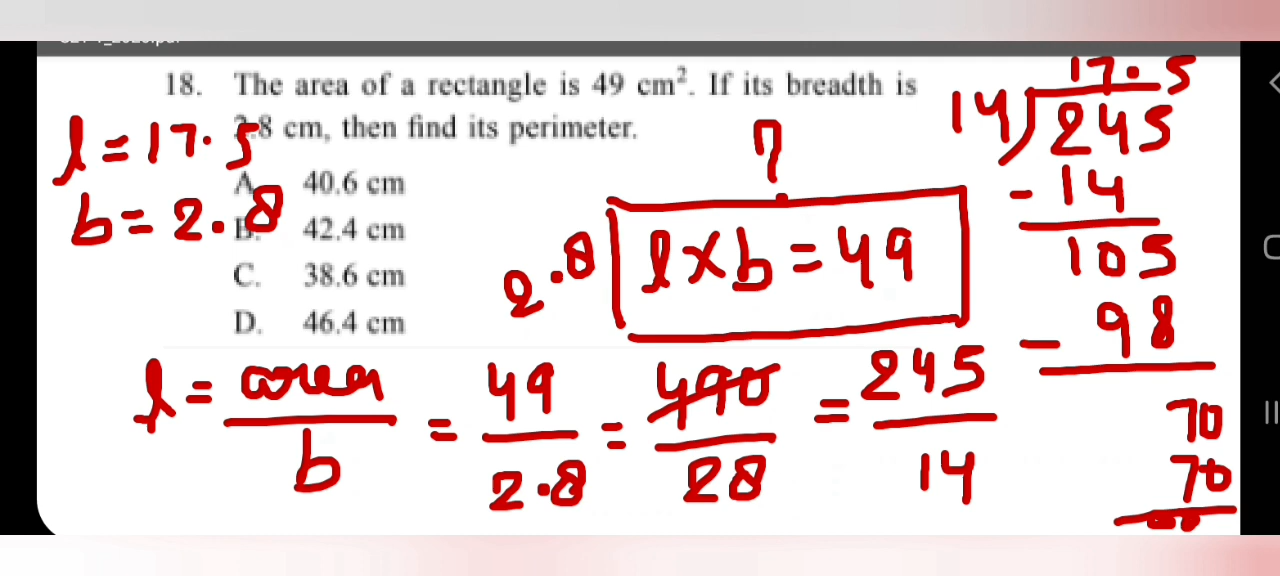 18. The area of a rectangle is 49 cm². If its breadth is
2.8 cm, then find its perimeter.
A. 40.6 cm
B. 42.4 cm
C. 38.6 cm
D. 46.4 cm
l = 17.5
b = 2.8
?
2.8
l × b = 49
17.5
14)245
- 14
105
- 98
70
70
00
l = area/b = 49/2.8 = 490/28 = 245/14